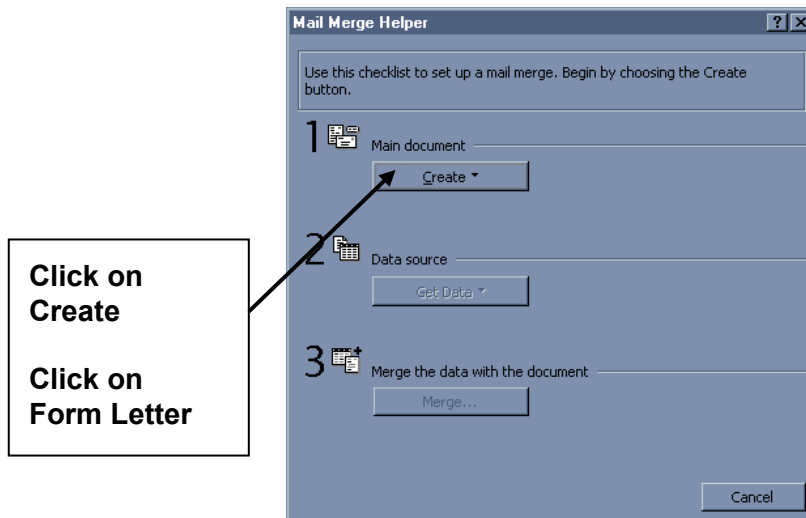 Mail Merge Helper
Use this checklist to set up a mail merge. Begin by choosing the Create
button.
1
Main document
Create
2
Data source
Get Data
Click on
Create
Click on
Form Letter
3
Merge the data with the document
Merge...
Cancel